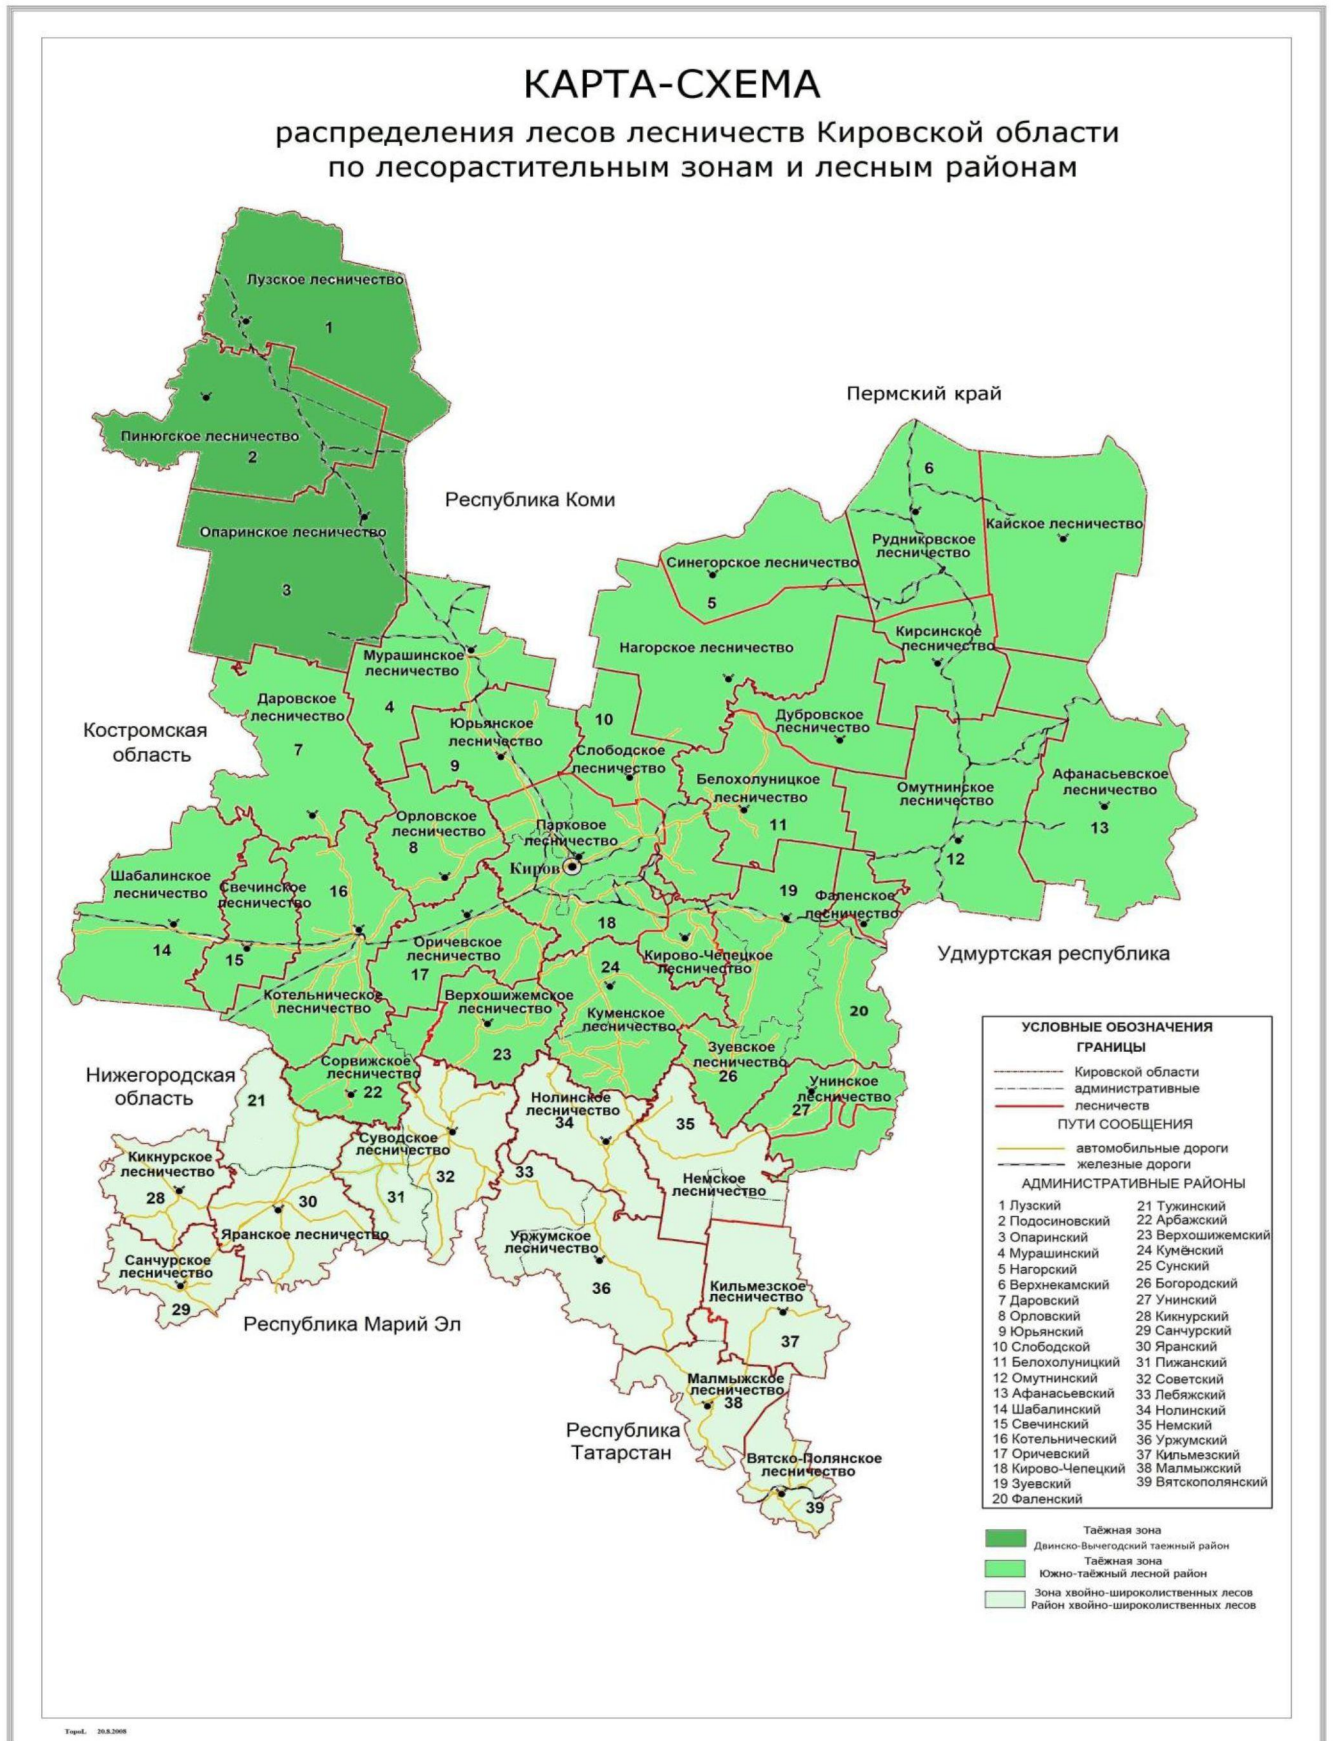 КАРТА-СХЕМА
распределения лесов лесничеств Кировской области
по лесорастительным зонам и лесным районам
Лузское лесничество
1
Пермский край
Пинюгское лесничество
2
6
Республика Коми
Кайское лесничество
Опаринское лесничество
Рудниковское
лесничество
Синегорское лесничество
3
5
Кирсинское
лесничество
Нагорское лесничество
Мурашинское
лесничество
Даровское
лесничество
4
10
Дубровское
лесничество
Юрьянское
лесничество
Костромская
область
7
9
Слободское
лесничество
Белохолуницкое
лесничество
Омутнинское
лесничество
Афанасьевское
лесничество
Орловское
лесничество
8
Парковое
лесничество
11
13
Киров
12
Шабалинское
лесничество
Свечинское
лесничество
16
19
Фаленское
лесничество
14
15
Оричевское
лесничество
17
18
Кирово-Чепецкое
лесничество
Удмуртская республика
24
Котельническое
лесничество
Верхошижемское
лесничество
Куменское
лесничество
20
23
Зуевское
лесничество
26
Нижегородская
область
Сорвижское
лесничество
22
Унинское
лесничество
27
21
Нолинское
лесничество
34
35
Суводское
лесничество
Кикнурское
лесничество
28
33
32
31
Немское
лесничество
30
Яранское лесничество
Уржумское
лесничество
Санчурское
лесничество
29
36
Кильмезское
лесничество
Республика Марий Эл
37
Малмыжское
лесничество
38
Республика
Татарстан
Вятско-Полянское
лесничество
39
УСЛОВНЫЕ ОБОЗНАЧЕНИЯ
ГРАНИЦЫ
Кировской области
административные
лесничеств
ПУТИ СООБЩЕНИЯ
автомобильные дороги
железные дороги
АДМИНИСТРАТИВНЫЕ РАЙОНЫ
1 Лузский
2 Подосиновский
3 Опаринский
4 Мурашинский
5 Нагорский
6 Верхнекамский
7 Даровский
8 Орловский
9 Юрьянский
10 Слободской
11 Белохолуницкий
12 Омутнинский
13 Афанасьевский
14 Шабалинский
15 Свечинский
16 Котельнический
17 Оричевский
18 Кирово-Чепецкий
19 Зуевский
20 Фаленский
21 Тужинский
22 Арбажский
23 Верхошижемский
24 Кумёнский
25 Сунский
26 Богородский
27 Унинский
28 Кикнурский
29 Санчурский
30 Яранский
31 Пижанский
32 Советский
33 Лебяжский
34 Нолинский
35 Немский
36 Уржумский
37 Кильмезский
38 Малмыжский
39 Вятскополянский
Таёжная зона
Двинско-Вычегодский таежный район
Таёжная зона
Южно-таёжный лесной район
Зона хвойно-широколиственных лесов
Район хвойно-широколиственных лесов
TopoL 20.8.2008